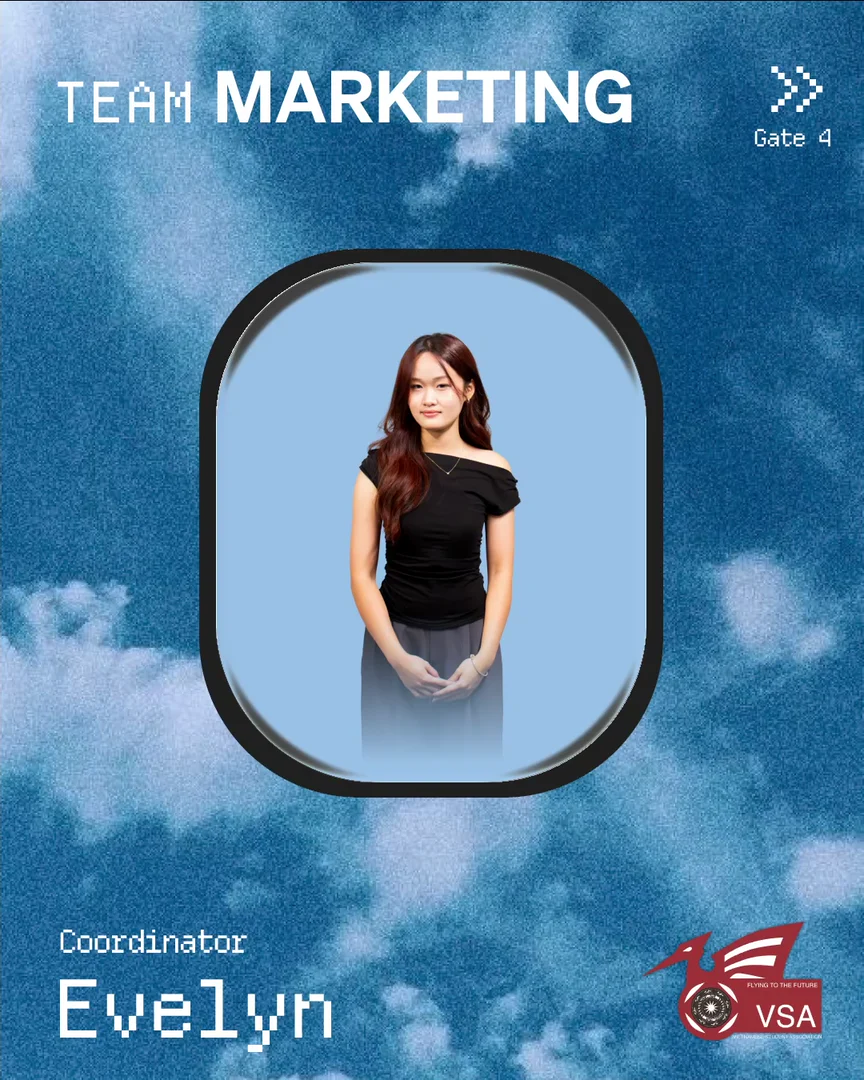 TEAM MARKETING
Gate 4
Coordinator
Evelyn
FLYING TO THE FUTURE
VSA